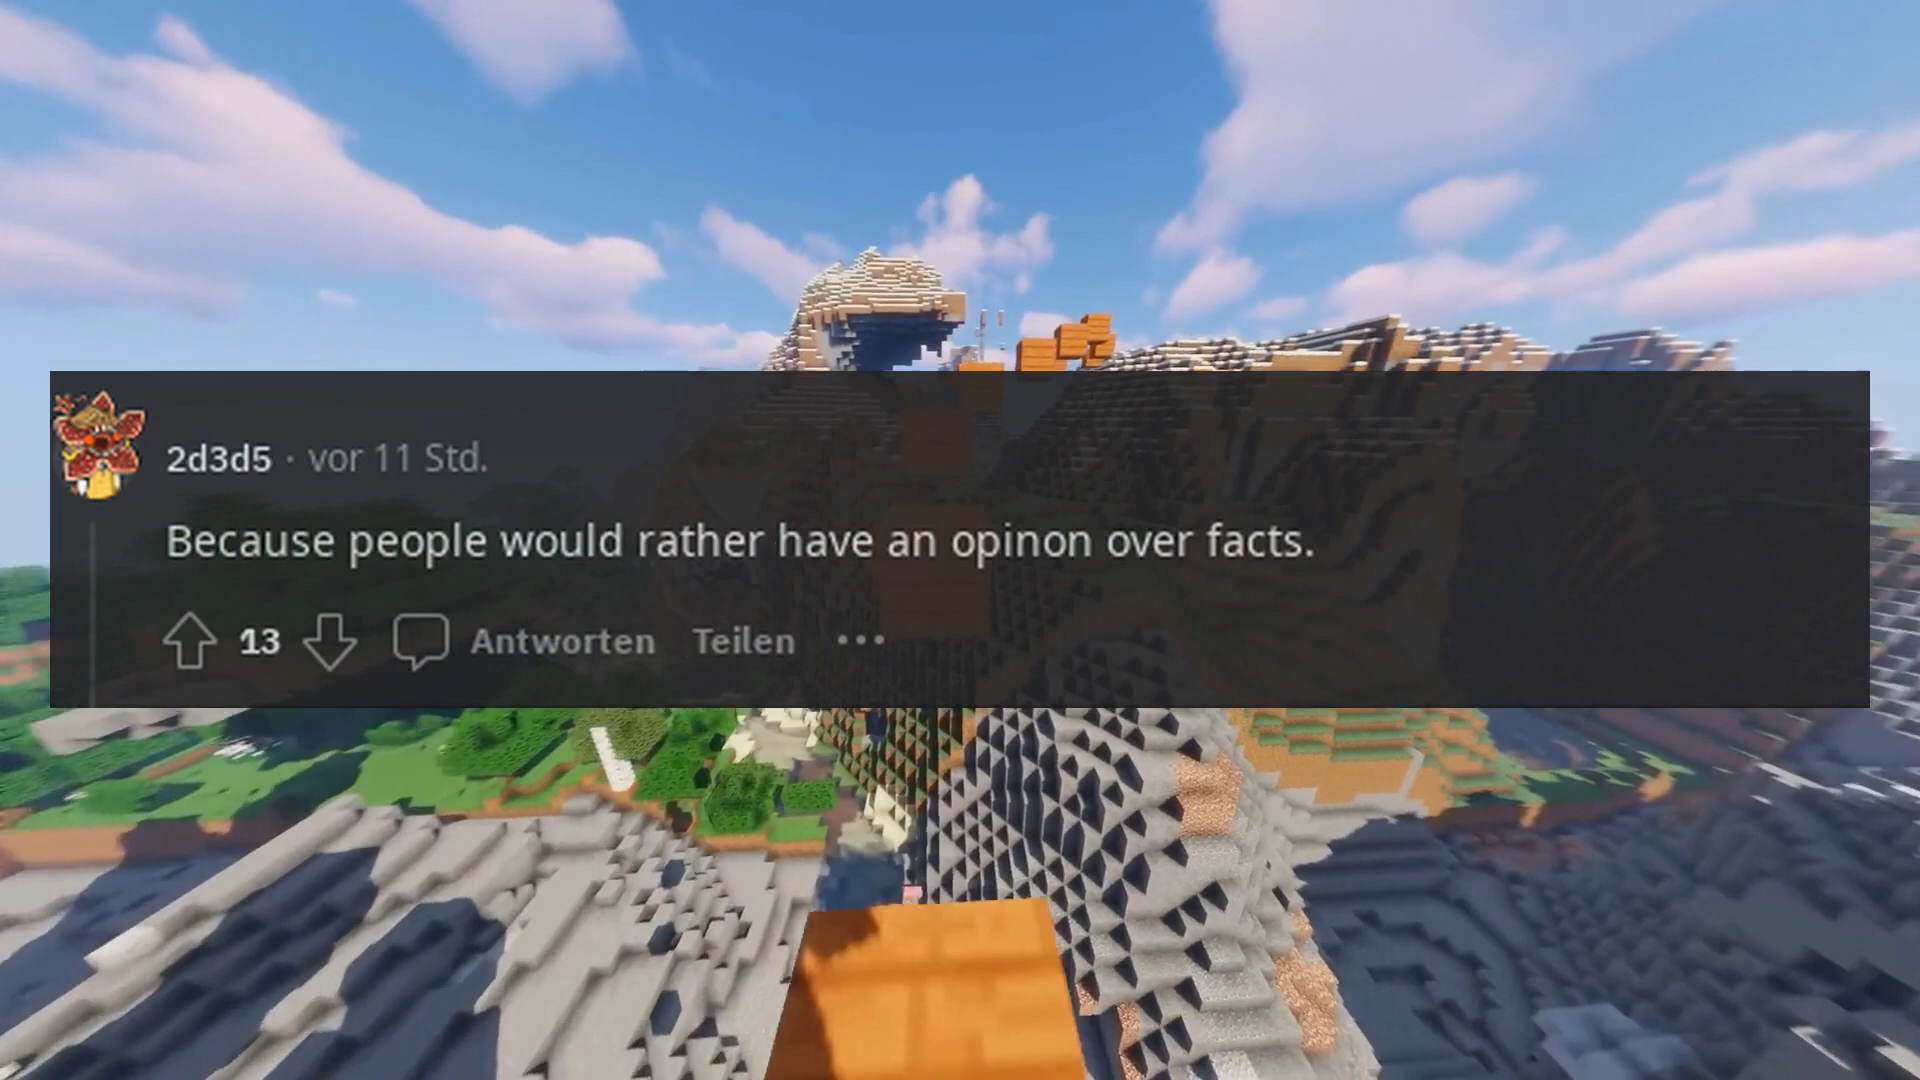 2d3d5 · vor 11 Std.
Because people would rather have an opinon over facts.
13 Antworten Teilen •••